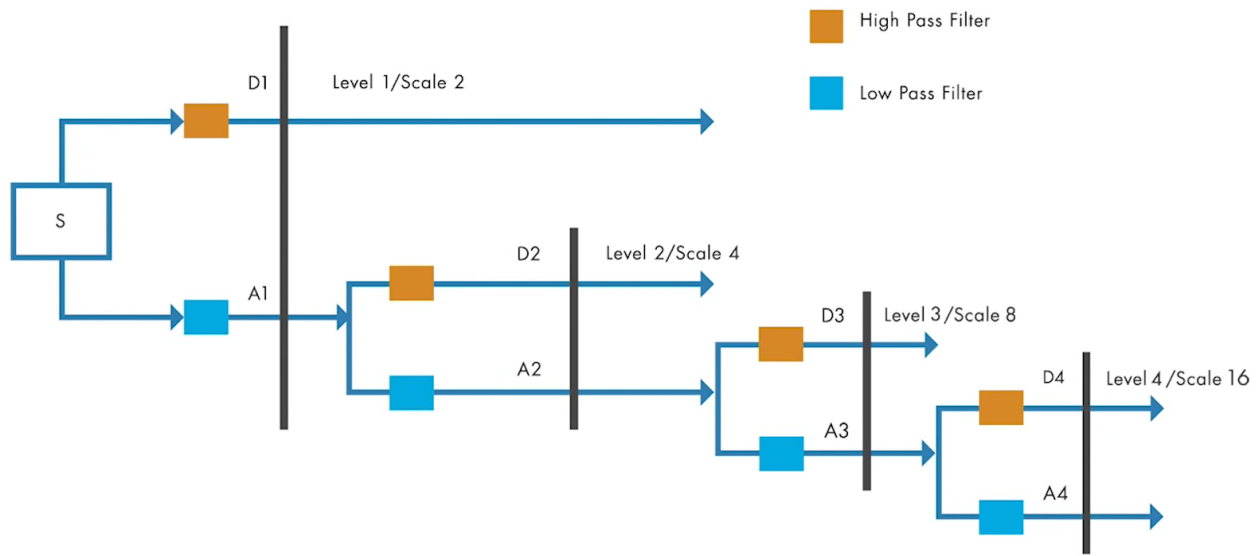 High Pass Filter
D1
Level 1/Scale 2
Low Pass Filter
S
D2
Level 2/Scale 4
A1
D3
Level 3/Scale 8
A2
D4
Level 4/Scale 16
A3
A4